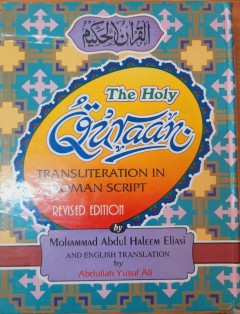 القرآن الحكيم
The Holy
Qur'aan
TRANSLITERATION IN
ROMAN SCRIPT
REVISED EDITION
by
Mohammad Abdul Haleem Eliasi
AND ENGLISH TRANSLATION
by
Abdullah Yusuf Ali